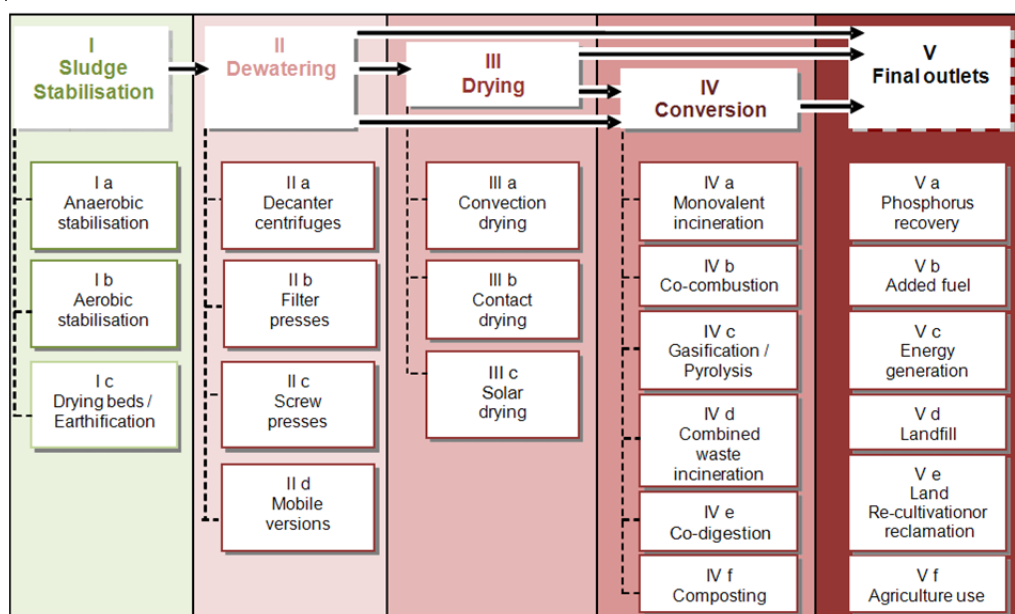 I
Sludge
Stabilisation
I a
Anaerobic
stabilisation
I b
Aerobic
stabilisation
I c
Drying beds /
Earthification
II
Dewatering
II a
Decanter
centrifuges
II b
Filter
presses
II c
Screw
presses
II d
Mobile
versions
III
Drying
III a
Convection
drying
III b
Contact
drying
III c
Solar
drying
IV
Conversion
IV a
Monovalent
incineration
IV b
Co-combustion
IV c
Gasification /
Pyrolysis
IV d
Combined
waste
incineration
IV e
Co-digestion
IV f
Composting
V
Final outlets
V a
Phosphorus
recovery
V b
Added fuel
V c
Energy
generation
V d
Landfill
V e
Land
Re-cultivationor
reclamation
V f
Agriculture use